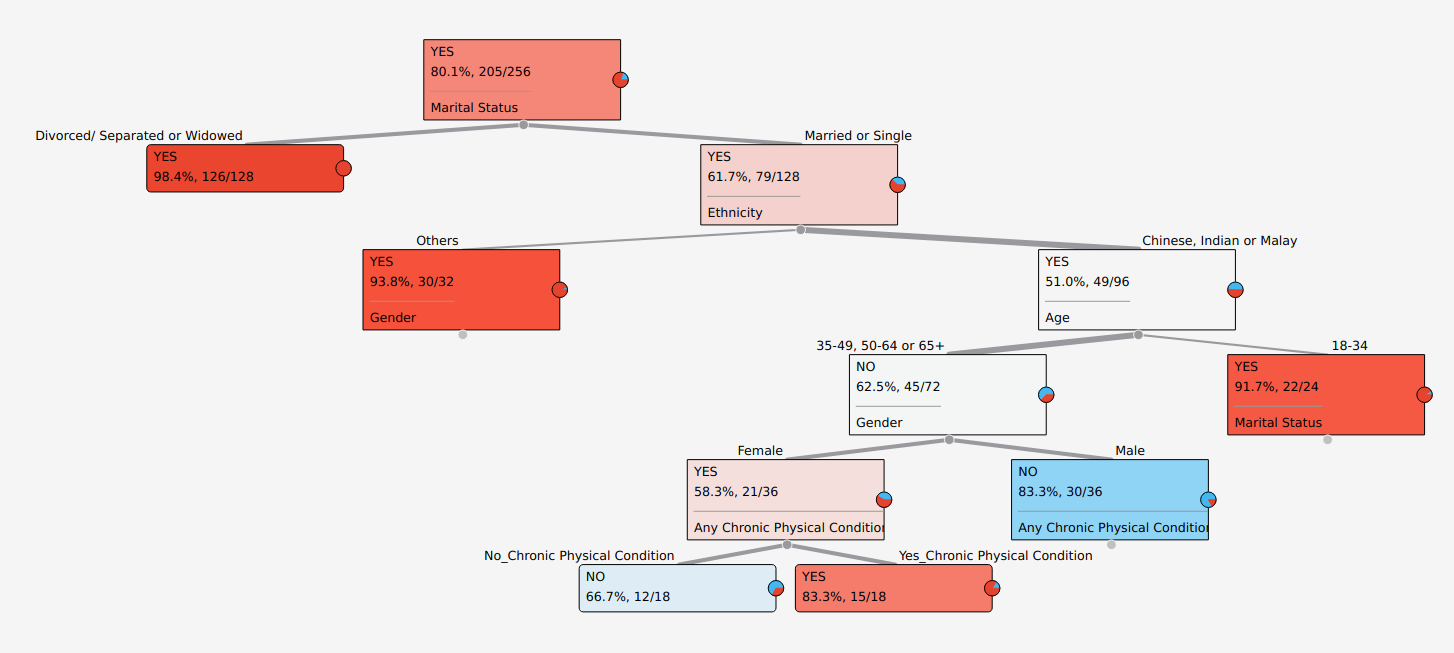 YES
80.1%, 205/256
Marital Status
Divorced/ Separated or Widowed
Married or Single
YES
98.4%, 126/128
YES
61.7%, 79/128
Ethnicity
Others
Chinese, Indian or Malay
YES
93.8%, 30/32
Gender
YES
51.0%, 49/96
Age
35-49, 50-64 or 65+
18-34
NO
62.5%, 45/72
Gender
YES
91.7%, 22/24
Marital Status
Female
Male
YES
58.3%, 21/36
Any Chronic Physical Condition
NO
83.3%, 30/36
Any Chronic Physical Condition
No_Chronic Physical Condition
Yes_Chronic Physical Condition
NO
66.7%, 12/18
YES
83.3%, 15/18